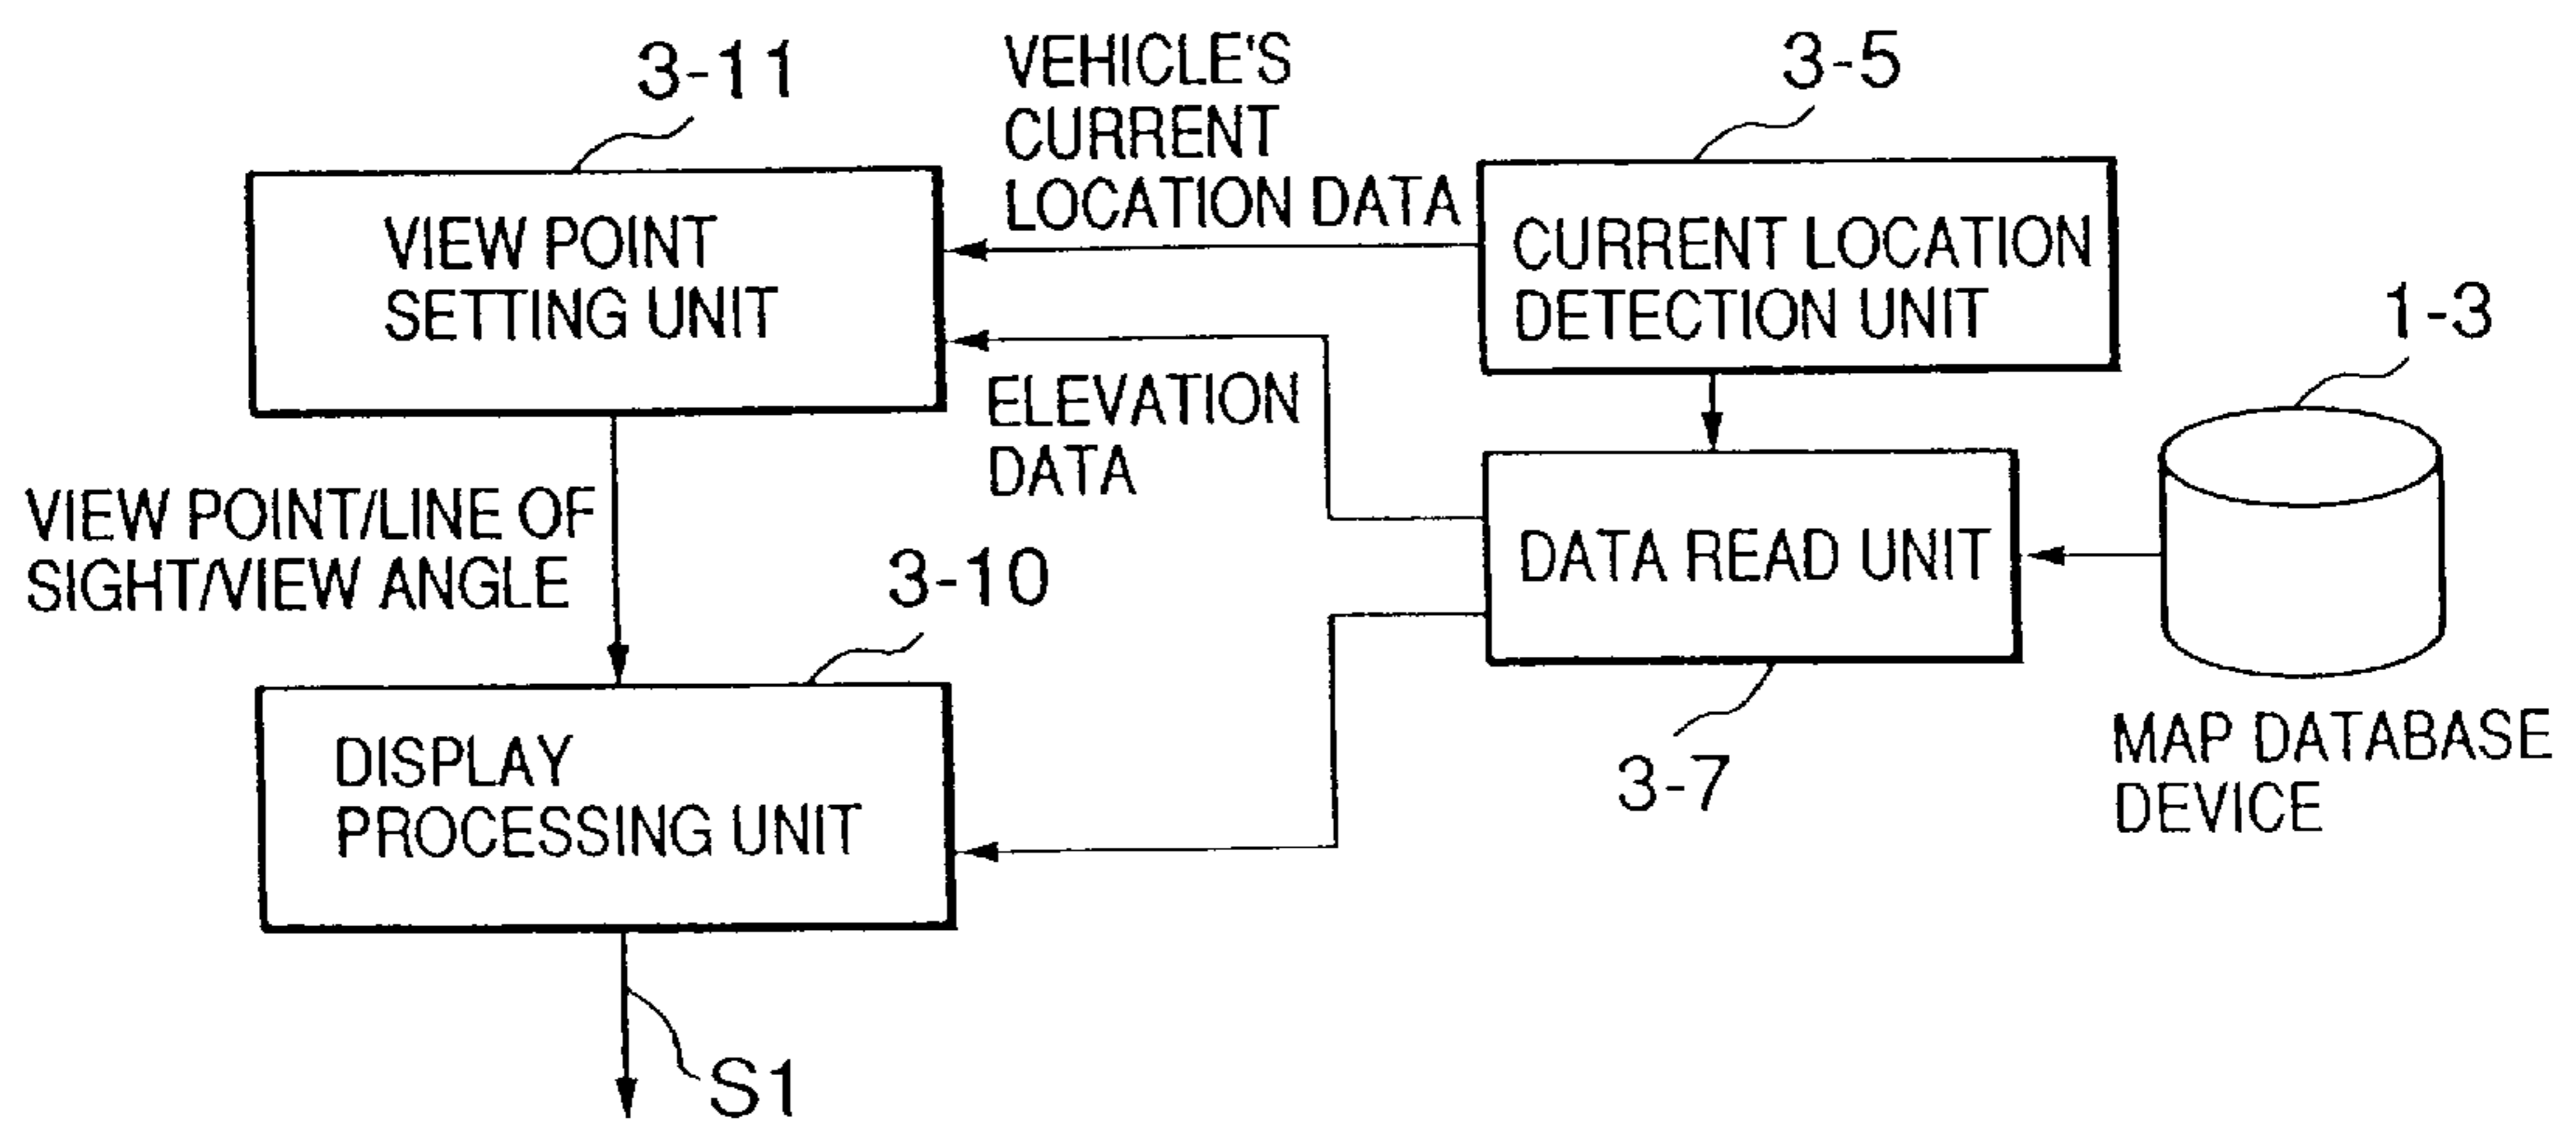 3-11
VEHICLE'S
CURRENT
LOCATION DATA
3-5
VIEW POINT
SETTING UNIT
CURRENT LOCATION
DETECTION UNIT
1-3
ELEVATION
DATA
VIEW POINT/LINE OF
SIGHT/VIEW ANGLE
3-10
DATA READ UNIT
MAP DATABASE
DEVICE
3-7
DISPLAY
PROCESSING UNIT
S1